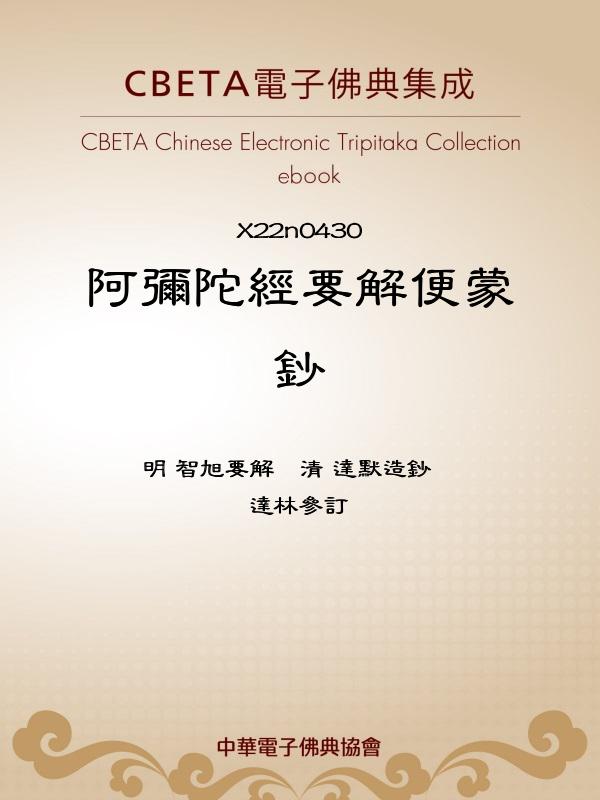 CBETA電子佛典集成
CBETA Chinese Electronic Tripitaka Collection
ebook
X22n0430
阿彌陀經要解便蒙
鈔
明 智旭要解　清 達默造鈔
達林參訂
中華電子佛典協會